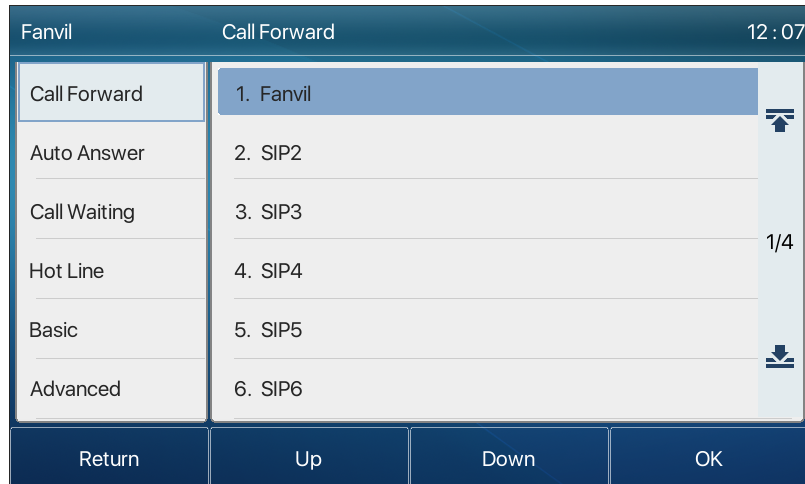 Fanvil Call Forward 12:07
Call Forward
Auto Answer
Call Waiting
Hot Line
Basic
Advanced
1. Fanvil
2. SIP2
3. SIP3
4. SIP4
5. SIP5
6. SIP6
1/4
Return Up Down OK